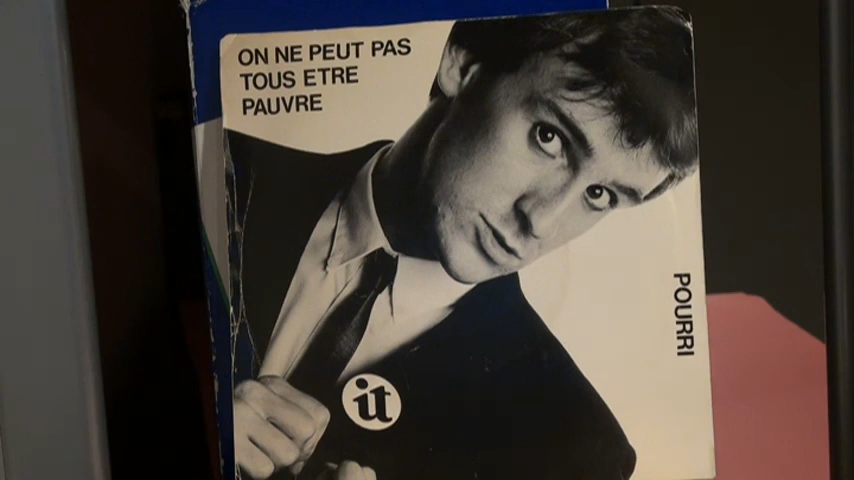 ON NE PEUT PAS
TOUS ETRE
PAUVRE
POURRI
it